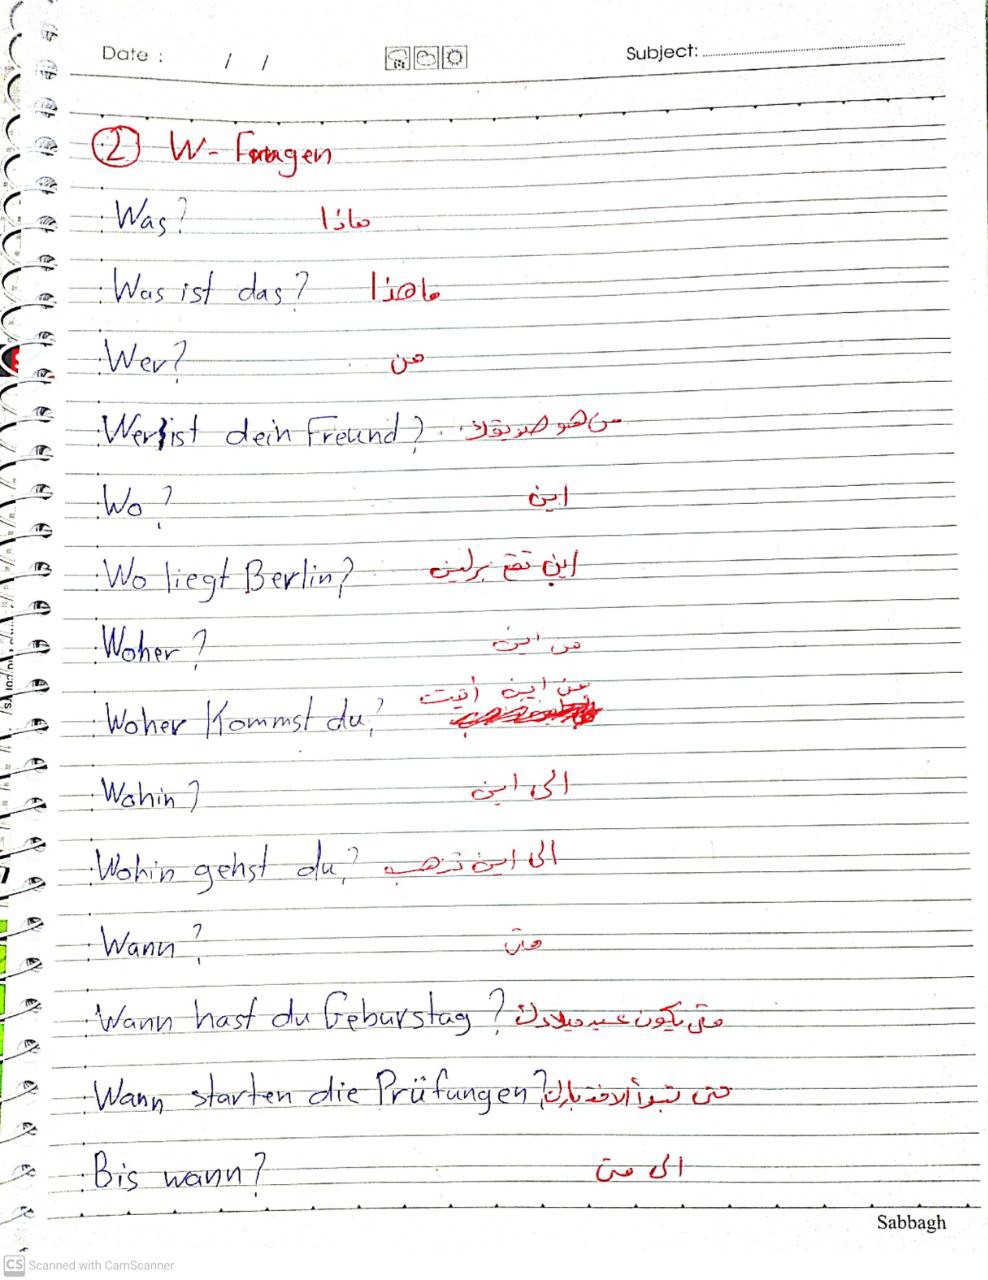 Date : / /
Subject:
② W- Fragen
Was? ماذا
Was ist das? ماهذا
Wer? من
Wer ist dein Freund? من هو صديقك
Wo? اين
Wo liegt Berlin? اين تقع برلين
Woher? من اين
من اين اتيت
Woher Kommst du?
Wohin? الى اين
Wohin gehst du? الى اين تذهب
Wann? متى
Wann hast du Geburstag? متى يكون عيد ميلادك
Wann starten die Prüfungen? متى تبدأ الاختبارات
Bis wann? الى متى
Sabbagh
CS Scanned with CamScanner